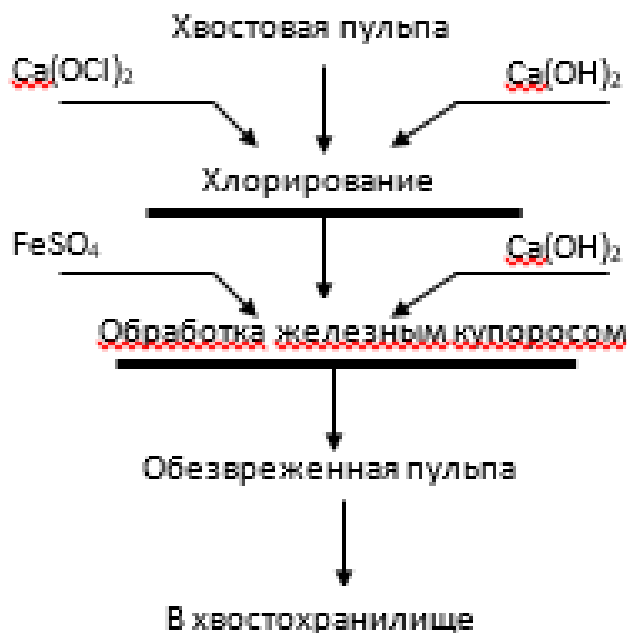 Хвостовая пульпа
Ca(OCl)₂
Ca(OH)₂
Хлорирование
FeSO₄
Ca(OH)₂
Обработка железным купоросом
Обезвреженная пульпа
В хвостохранилище